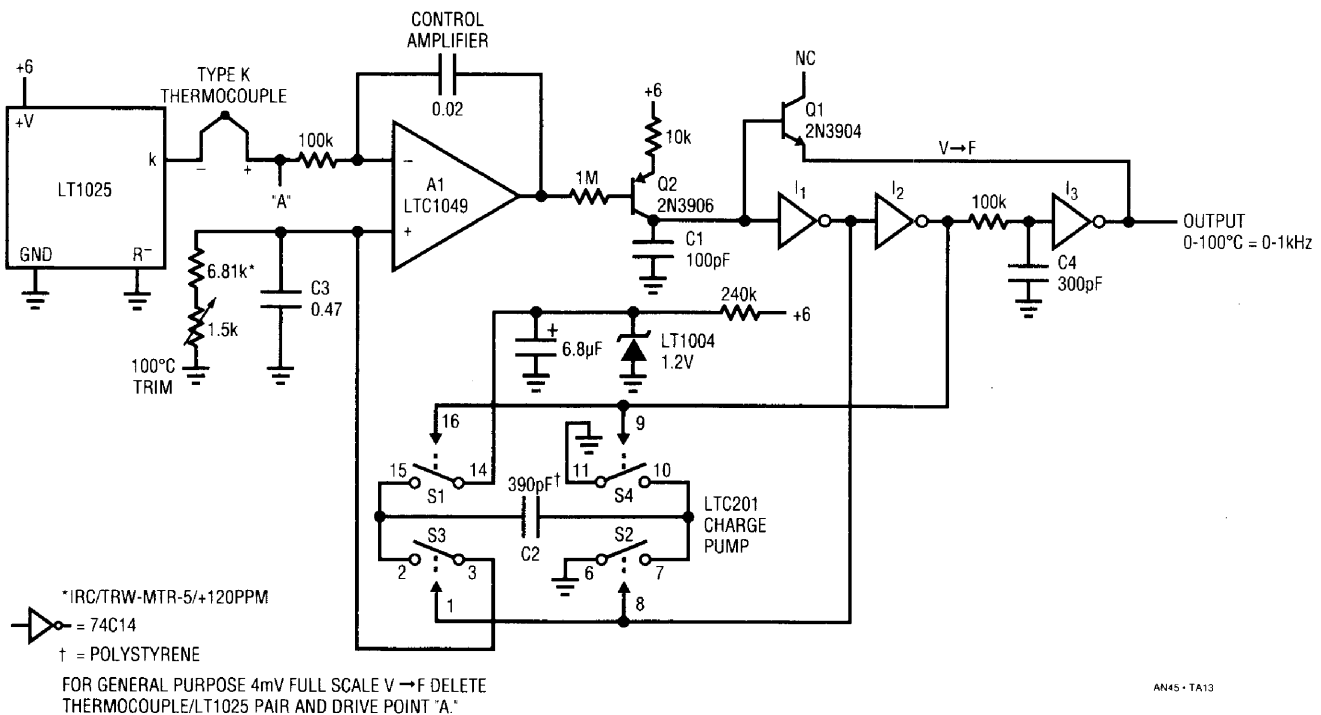 CONTROL
AMPLIFIER
+6
TYPE K
THERMOCOUPLE
0.02
+6
NC
+V
Q1
2N3904
100k
10k
V→F
k
− +
−
1M
Q2
2N3906
I1
I2
100k
I3
LT1025
"A"
A1
LTC1049
+
OUTPUT
0-100°C = 0-1kHz
GND
R−
6.81k*
C3
0.47
C1
100pF
C4
300pF
240k
+6
1.5k
+
6.8µF
LT1004
1.2V
100°C
TRIM
16
9
15
14
11
10
S1
390pF†
S4
LTC201
CHARGE
PUMP
S3
C2
S2
2
3
6
7
1
8
*IRC/TRW-MTR-5/+120PPM
= 74C14
† = POLYSTYRENE
FOR GENERAL PURPOSE 4mV FULL SCALE V→F DELETE
THERMOCOUPLE/LT1025 PAIR AND DRIVE POINT "A."
AN45 • TA13